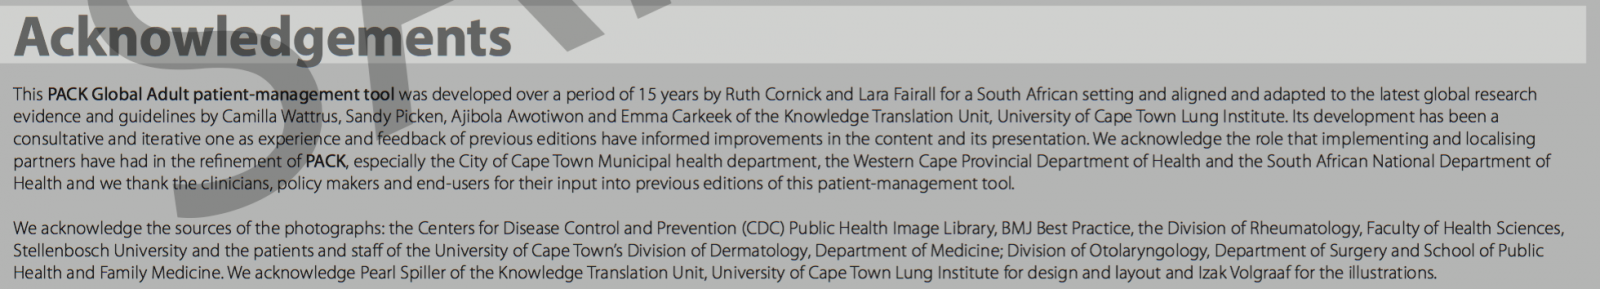 Acknowledgements
This PACK Global Adult patient-management tool was developed over a period of 15 years by Ruth Cornick and Lara Fairall for a South African setting and aligned and adapted to the latest global research
evidence and guidelines by Camilla Wattrus, Sandy Picken, Ajibola Awotiwon and Emma Carkeek of the Knowledge Translation Unit, University of Cape Town Lung Institute. Its development has been a
consultative and iterative one as experience and feedback of previous editions have informed improvements in the content and its presentation. We acknowledge the role that implementing and localising
partners have had in the refinement of PACK, especially the City of Cape Town Municipal health department, the Western Cape Provincial Department of Health and the South African National Department of
Health and we thank the clinicians, policy makers and end-users for their input into previous editions of this patient-management tool.
We acknowledge the sources of the photographs: the Centers for Disease Control and Prevention (CDC) Public Health Image Library, BMJ Best Practice, the Division of Rheumatology, Faculty of Health Sciences,
Stellenbosch University and the patients and staff of the University of Cape Town's Division of Dermatology, Department of Medicine; Division of Otolaryngology, Department of Surgery and School of Public
Health and Family Medicine. We acknowledge Pearl Spiller of the Knowledge Translation Unit, University of Cape Town Lung Institute for design and layout and Izak Volgraaf for the illustrations.